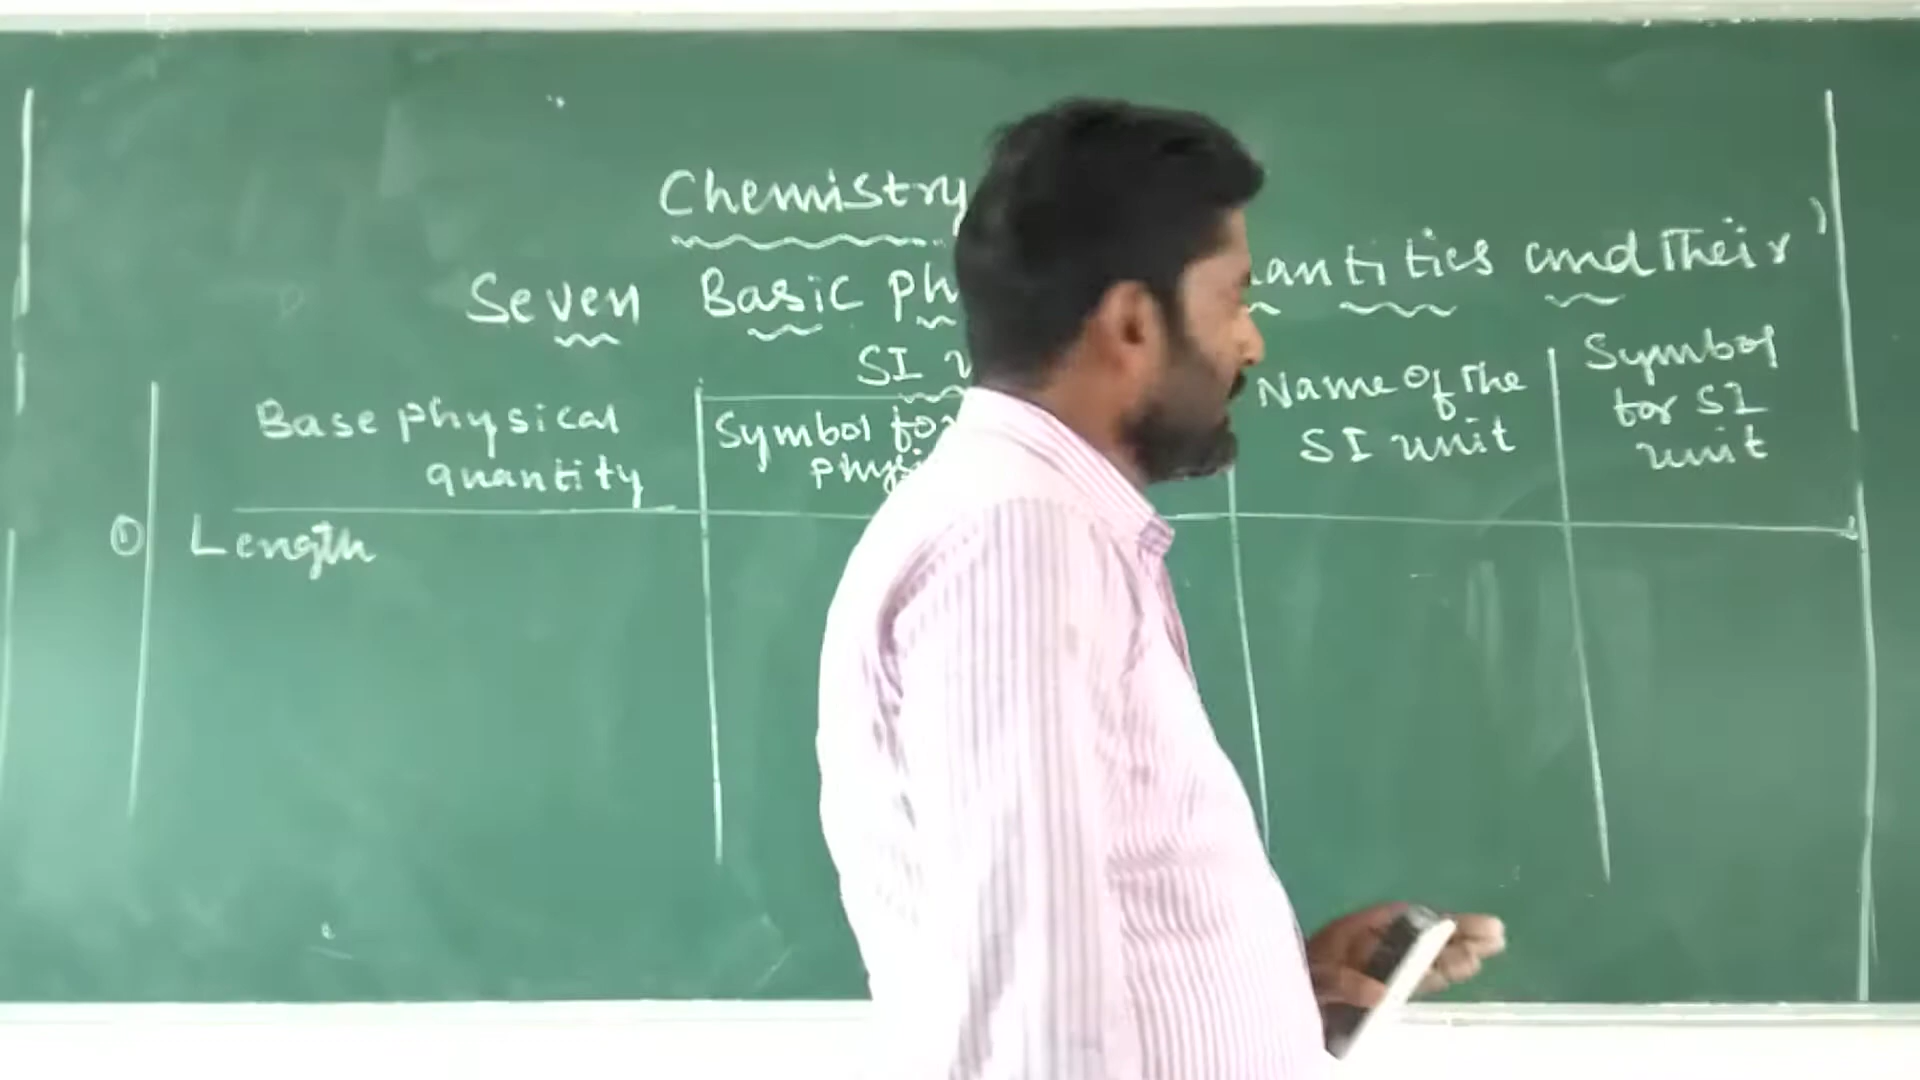 Chemistry
Seven Basic Ph antities and Their
SI
Base physical quantity
Symbol for physi
Name of the SI unit
Symbol for SI unit
① Length